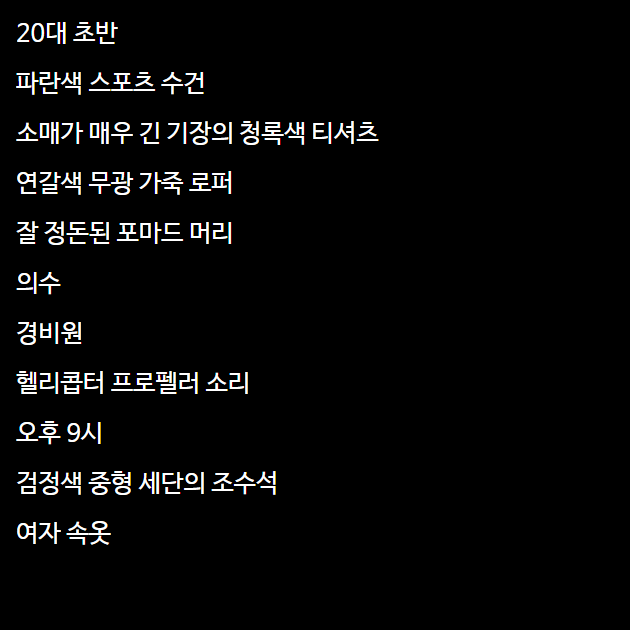 20대 초반
파란색 스포츠 수건
소매가 매우 긴 기장의 청록색 티셔츠
연갈색 무광 가죽 로퍼
잘 정돈된 포마드 머리
의수
경비원
헬리콥터 프로펠러 소리
오후 9시
검정색 중형 세단의 조수석
여자 속옷